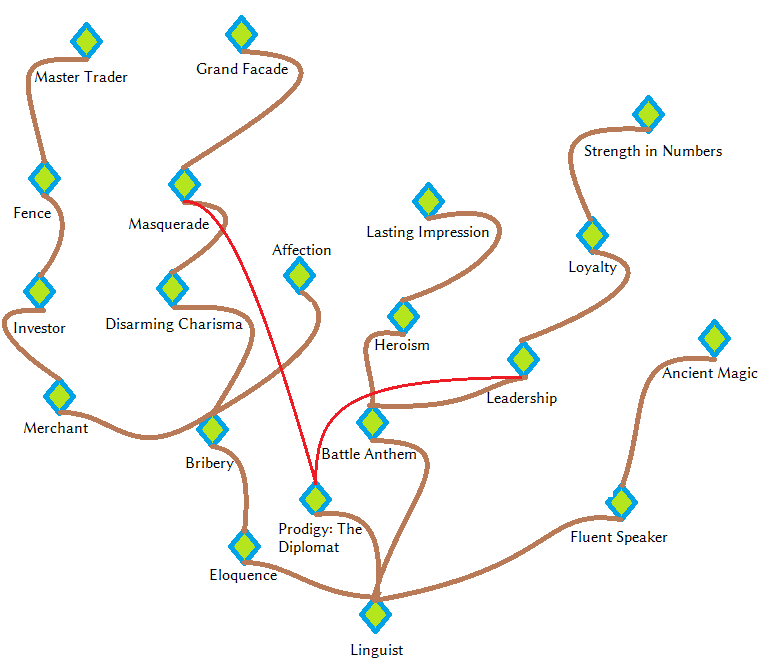 Master Trader
Grand Facade
Strength in Numbers
Fence
Masquerade
Lasting Impression
Affection
Loyalty
Investor
Disarming Charisma
Heroism
Ancient Magic
Leadership
Merchant
Battle Anthem
Bribery
Prodigy: The
Diplomat
Fluent Speaker
Eloquence
Linguist